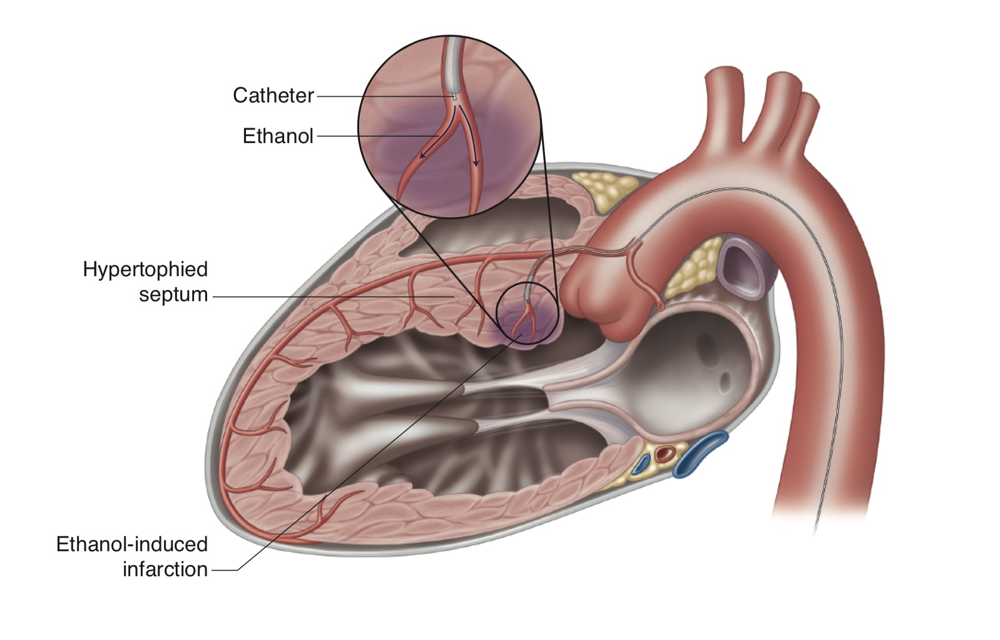 Catheter
Ethanol
Hypertophied
septum
Ethanol-induced
infarction